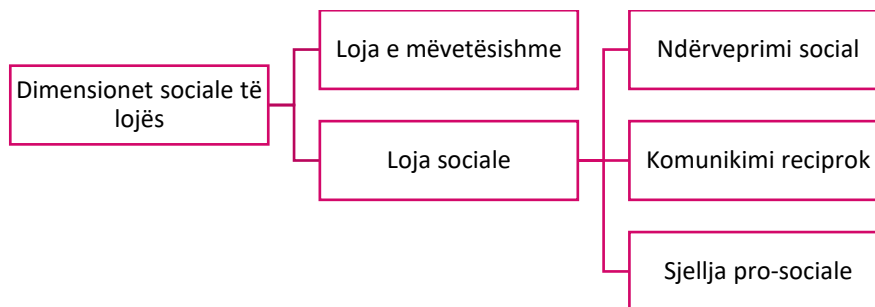 Dimensionet sociale të
lojës
Loja e mëvetësishme
Loja sociale
Ndërveprimi social
Komunikimi reciprok
Sjellja pro-sociale